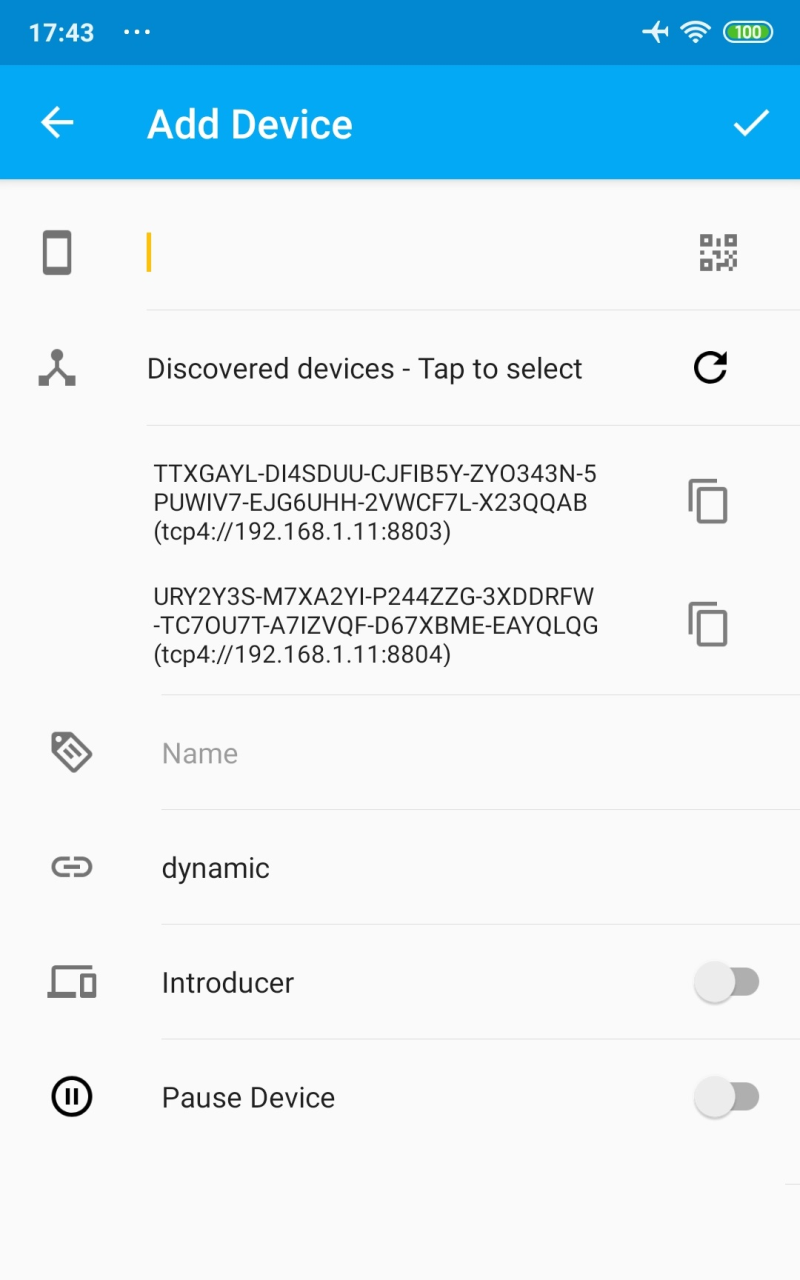 17:43 ...
100
Add Device
Discovered devices - Tap to select
TTXGAYL-DI4SDUU-CJFIB5Y-ZYO343N-5
PUWIV7-EJG6UHH-2VWCF7L-X23QQAB
(tcp4://192.168.1.11:8803)
URY2Y3S-M7XA2YI-P244ZZG-3XDDRFW
-TC7OU7T-A7IZVQF-D67XBME-EAYQLQG
(tcp4://192.168.1.11:8804)
Name
dynamic
Introducer
Pause Device